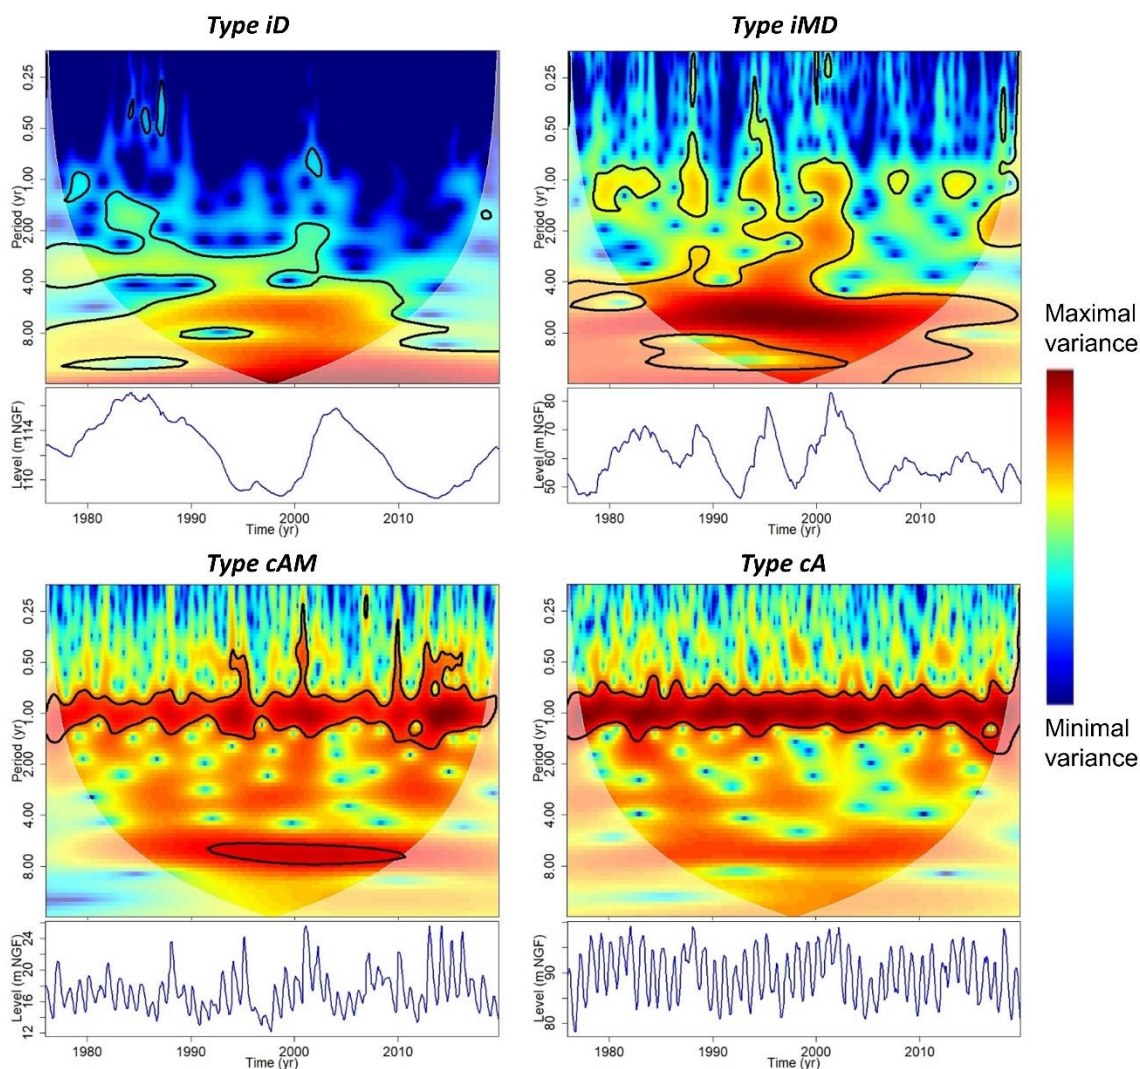 Type iD
Type iMD
Period (yr)
0.25
0.50
1.00
2.00
4.00
8.00
Period (yr)
0.25
0.50
1.00
2.00
4.00
8.00
Level (m NGF)
114
110
1980
1990
2000
2010
Time (yr)
Level (m NGF)
80
70
60
50
1980
1990
2000
2010
Time (yr)
Maximal
variance
Minimal
variance
Type cAM
Type cA
Period (yr)
0.25
0.50
1.00
2.00
4.00
8.00
Period (yr)
0.25
0.50
1.00
2.00
4.00
8.00
Level (m NGF)
24
20
16
12
1980
1990
2000
2010
Time (yr)
Level (m NGF)
90
80
1980
1990
2000
2010
Time (yr)